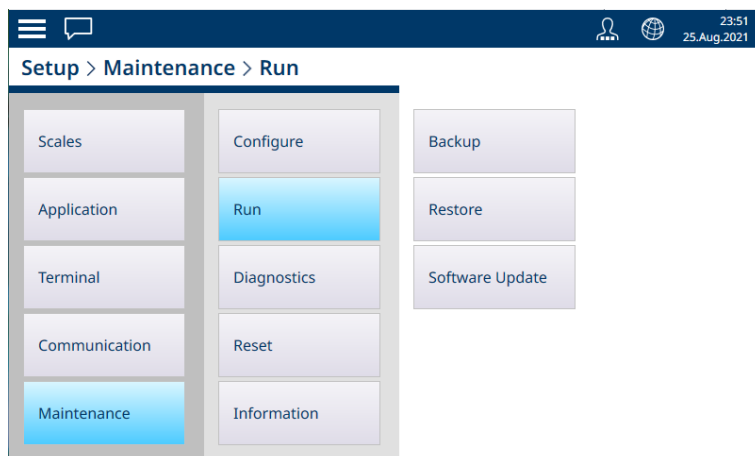 23:51
25.Aug.2021
Setup > Maintenance > Run
Scales
Application
Terminal
Communication
Maintenance
Configure
Run
Diagnostics
Reset
Information
Backup
Restore
Software Update